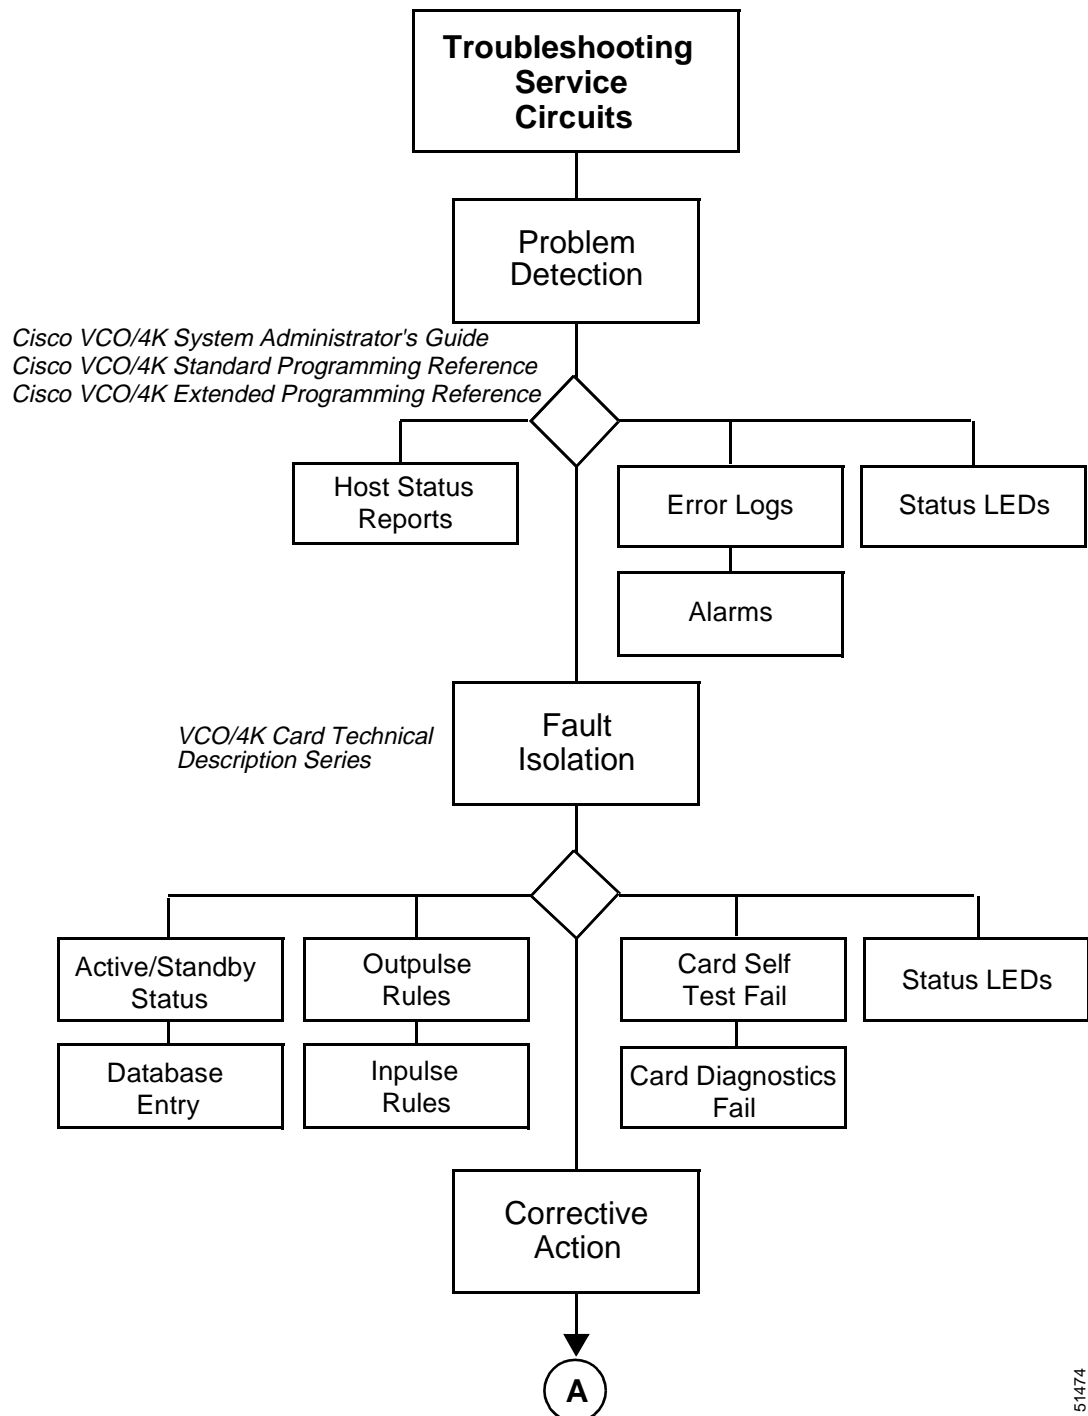 Troubleshooting
Service
Circuits
Problem
Detection
Cisco VCO/4K System Administrator's Guide
Cisco VCO/4K Standard Programming Reference
Cisco VCO/4K Extended Programming Reference
Host Status
Reports
Error Logs
Status LEDs
Alarms
Fault
Isolation
VCO/4K Card Technical
Description Series
Active/Standby
Status
Outpulse
Rules
Card Self
Test Fail
Status LEDs
Database
Entry
Inpulse
Rules
Card Diagnostics
Fail
Corrective
Action
A
51474